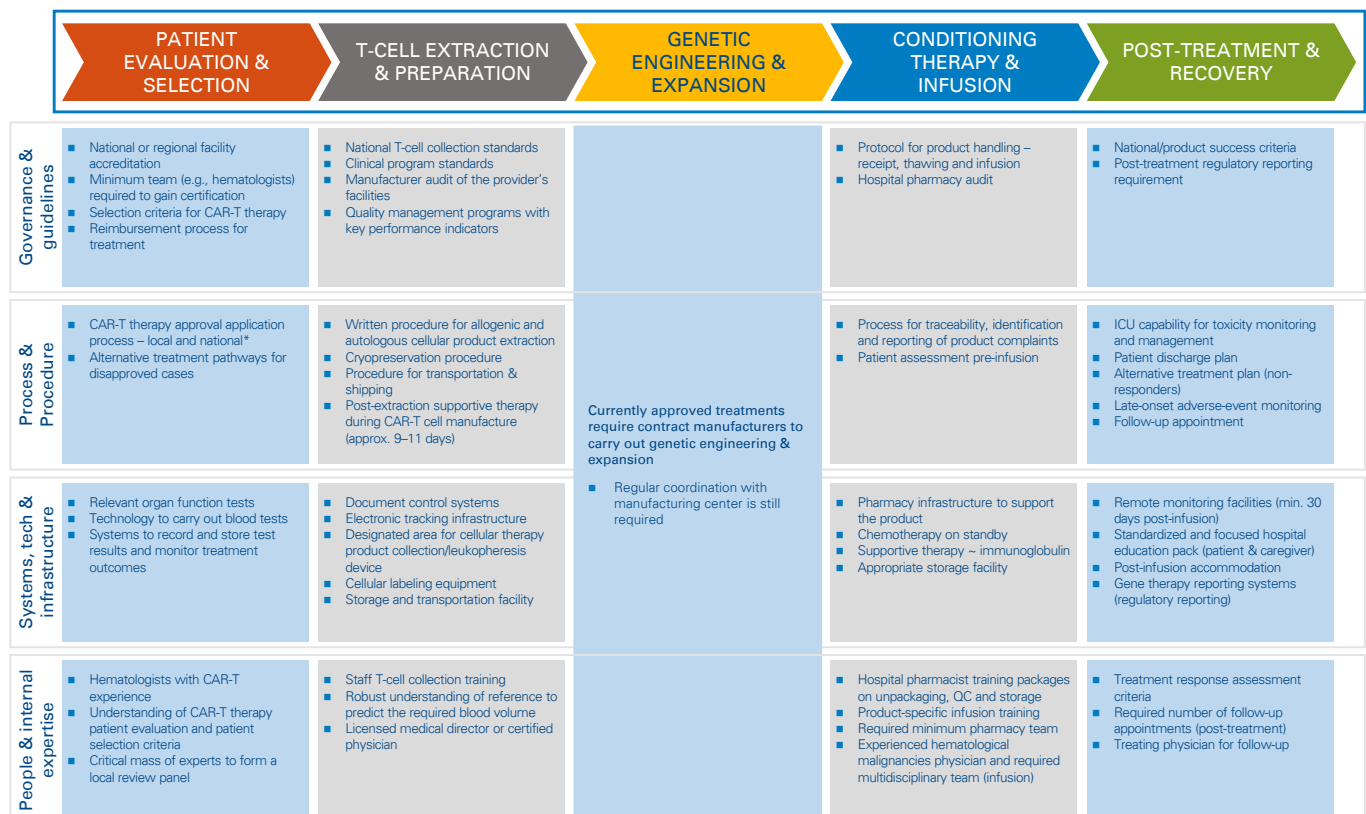 PATIENT
EVALUATION &
SELECTION
T-CELL EXTRACTION
& PREPARATION
GENETIC
ENGINEERING &
EXPANSION
CONDITIONING
THERAPY &
INFUSION
POST-TREATMENT &
RECOVERY
Governance &
guidelines
■ National or regional facility
accreditation
■ Minimum team (e.g., hematologists)
required to gain certification
■ Selection criteria for CAR-T therapy
■ Reimbursement process for
treatment
■ National T-cell collection standards
■ Clinical program standards
■ Manufacturer audit of the provider's
facilities
■ Quality management programs with
key performance indicators
■ Protocol for product handling –
receipt, thawing and infusion
■ Hospital pharmacy audit
■ National/product success criteria
■ Post-treatment regulatory reporting
requirement
Process &
Procedure
■ CAR-T therapy approval application
process – local and national*
■ Alternative treatment pathways for
disapproved cases
■ Written procedure for allogenic and
autologous cellular product extraction
■ Cryopreservation procedure
■ Procedure for transportation &
shipping
■ Post-extraction supportive therapy
during CAR-T cell manufacture
(approx. 9–11 days)
Currently approved treatments
require contract manufacturers to
carry out genetic engineering &
expansion
■ Regular coordination with
manufacturing center is still
required
■ Process for traceability, identification
and reporting of product complaints
■ Patient assessment pre-infusion
■ ICU capability for toxicity monitoring
and management
■ Patient discharge plan
■ Alternative treatment plan (non-
responders)
■ Late-onset adverse-event monitoring
■ Follow-up appointment
Systems, tech &
infrastructure
■ Relevant organ function tests
■ Technology to carry out blood tests
■ Systems to record and store test
results and monitor treatment
outcomes
■ Document control systems
■ Electronic tracking infrastructure
■ Designated area for cellular therapy
product collection/leukopheresis
device
■ Cellular labeling equipment
■ Storage and transportation facility
■ Pharmacy infrastructure to support
the product
■ Chemotherapy on standby
■ Supportive therapy ~ immunoglobulin
■ Appropriate storage facility
■ Remote monitoring facilities (min. 30
days post-infusion)
■ Standardized and focused hospital
education pack (patient & caregiver)
■ Post-infusion accommodation
■ Gene therapy reporting systems
(regulatory reporting)
People & internal
expertise
■ Hematologists with CAR-T
experience
■ Understanding of CAR-T therapy
patient evaluation and patient
selection criteria
■ Critical mass of experts to form a
local review panel
■ Staff T-cell collection training
■ Robust understanding of reference to
predict the required blood volume
■ Licensed medical director or certified
physician
■ Hospital pharmacist training packages
on unpackaging, QC and storage
■ Product-specific infusion training
■ Required minimum pharmacy team
■ Experienced hematological
malignancies physician and required
multidisciplinary team (infusion)
■ Treatment response assessment
criteria
■ Required number of follow-up
appointments (post-treatment)
■ Treating physician for follow-up